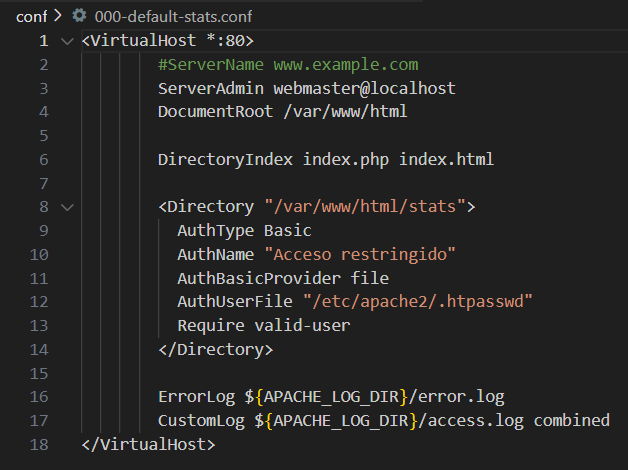 conf > 000-default-stats.conf
1 <VirtualHost *:80>
2 #ServerName www.example.com
3 ServerAdmin webmaster@localhost
4 DocumentRoot /var/www/html
5
6 DirectoryIndex index.php index.html
7
8 <Directory "/var/www/html/stats">
9 AuthType Basic
10 AuthName "Acceso restringido"
11 AuthBasicProvider file
12 AuthUserFile "/etc/apache2/.htpasswd"
13 Require valid-user
14 </Directory>
15
16 ErrorLog ${APACHE_LOG_DIR}/error.log
17 CustomLog ${APACHE_LOG_DIR}/access.log combined
18 </VirtualHost>